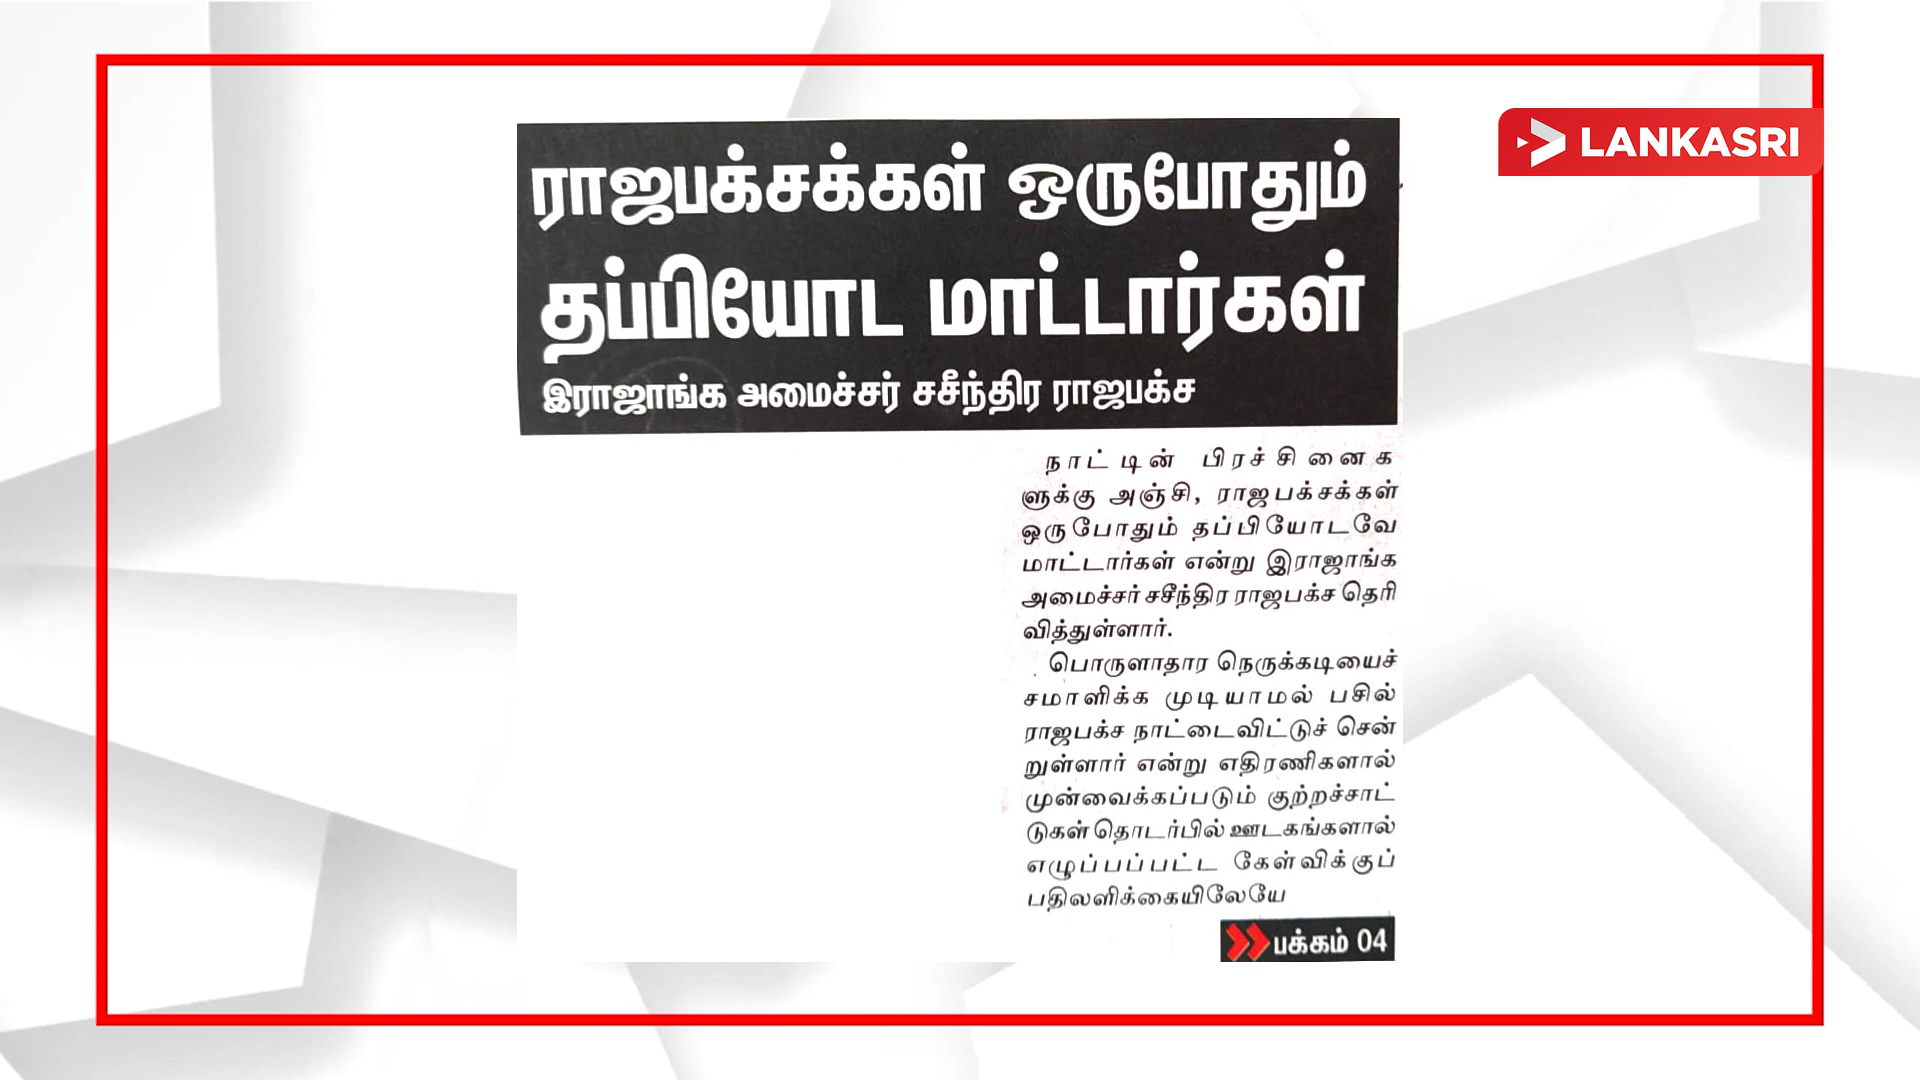 LANKASRI
ராஜபக்சக்கள் ஒருபோதும்
தப்பியோட மாட்டார்கள்
இராஜாங்க அமைச்சர் சசீந்திர ராஜபக்ச
நாட்டின் பிரச்சினைக
ளுக்கு அஞ்சி, ராஜபக்சக்கள்
ஒருபோதும் தப்பியோடவே
மாட்டார்கள் என்று இராஜாங்க
அமைச்சர் சசீந்திர ராஜபக்ச தெரி
வித்துள்ளார்.
பொருளாதார நெருக்கடியைச்
சமாளிக்க முடியாமல் பசில்
ராஜபக்ச நாட்டைவிட்டுச் சென்
றுள்ளார் என்று எதிரணிகளால்
முன்வைக்கப்படும் குற்றச்சாட்
டுகள் தொடர்பில் ஊடகங்களால்
எழுப்பப்பட்ட கேள்விக்குப்
பதிலளிக்கையிலேயே
பக்கம் 04